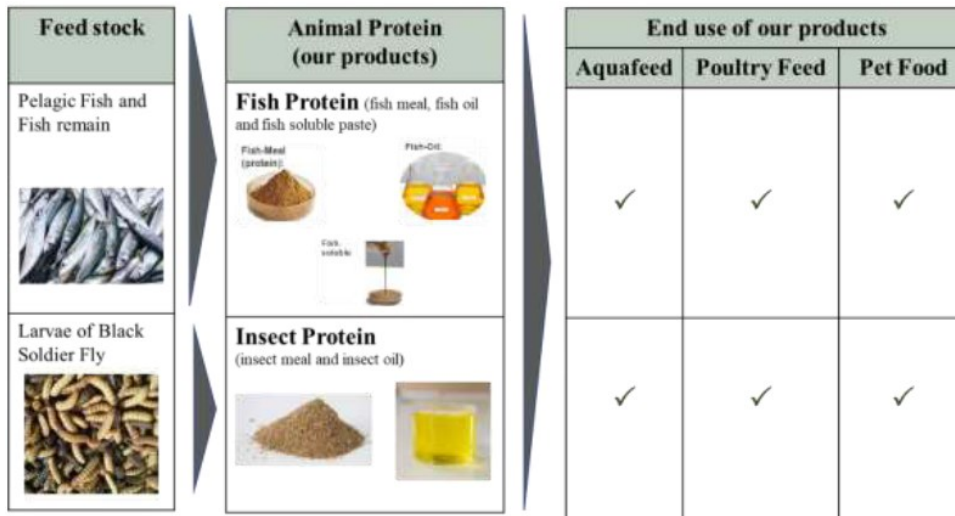 Feed stock
Pelagic Fish and
Fish remain
Larvae of Black
Soldier Fly
Animal Protein
(our products)
Fish Protein (fish meal, fish oil
and fish soluble paste)
Fish-Meal
(protein):
Fish-Oil:
Fish
soluble
Insect Protein
(insect meal and insect oil)
End use of our products
Aquafeed
Poultry Feed
Pet Food
✓ ✓ ✓
✓ ✓ ✓